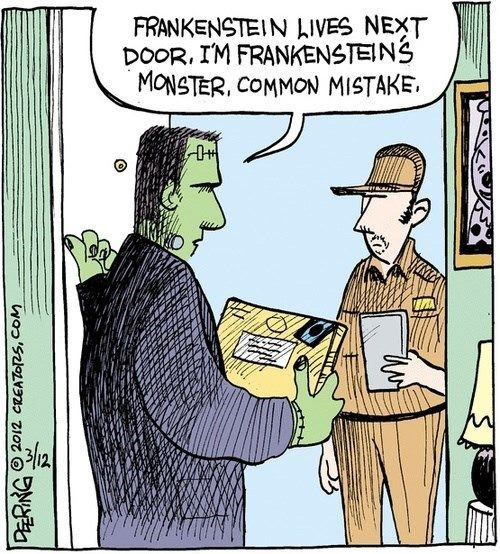 FRANKENSTEIN LIVES NEXT
DOOR. I'M FRANKENSTEIN'S
MONSTER. COMMON MISTAKE.
DEERING © 2012 CREATORS.COM
3/12